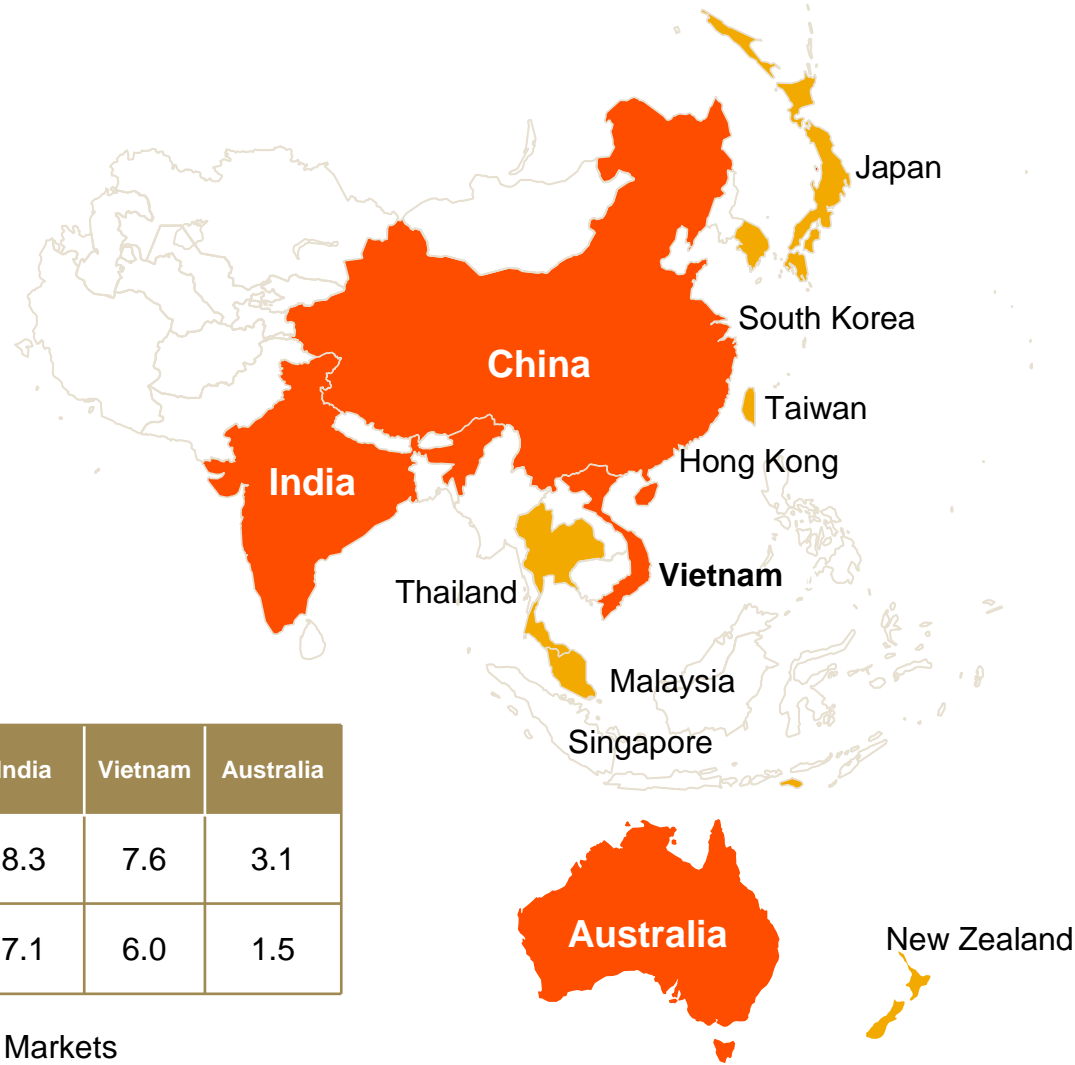 Japan
South Korea
China
Taiwan
Hong Kong
India
Vietnam
Thailand
Malaysia
Singapore
India Vietnam Australia
8.3 7.6 3.1
7.1 6.0 1.5
Australia
New Zealand
Markets